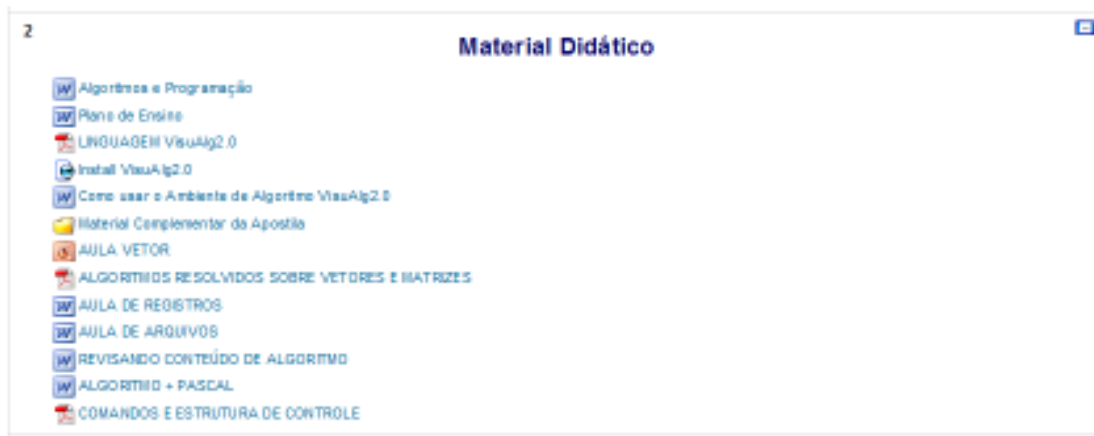 2
Material Didático
Algoritmos e Programação
Plano de Ensino
LINGUAGEM VisuAlg2.0
Install VisuAlg2.0
Como usar o Ambiente de Algoritmo VisuAlg2.0
Material Complementar da Apostila
AULA VETOR
ALGORITMOS RESOLVIDOS SOBRE VETORES E MATRIZES
AULA DE REGISTROS
AULA DE ARQUIVOS
REVISANDO CONTEÚDO DE ALGORITMO
ALGORITMO + PASCAL
COMANDOS E ESTRUTURA DE CONTROLE